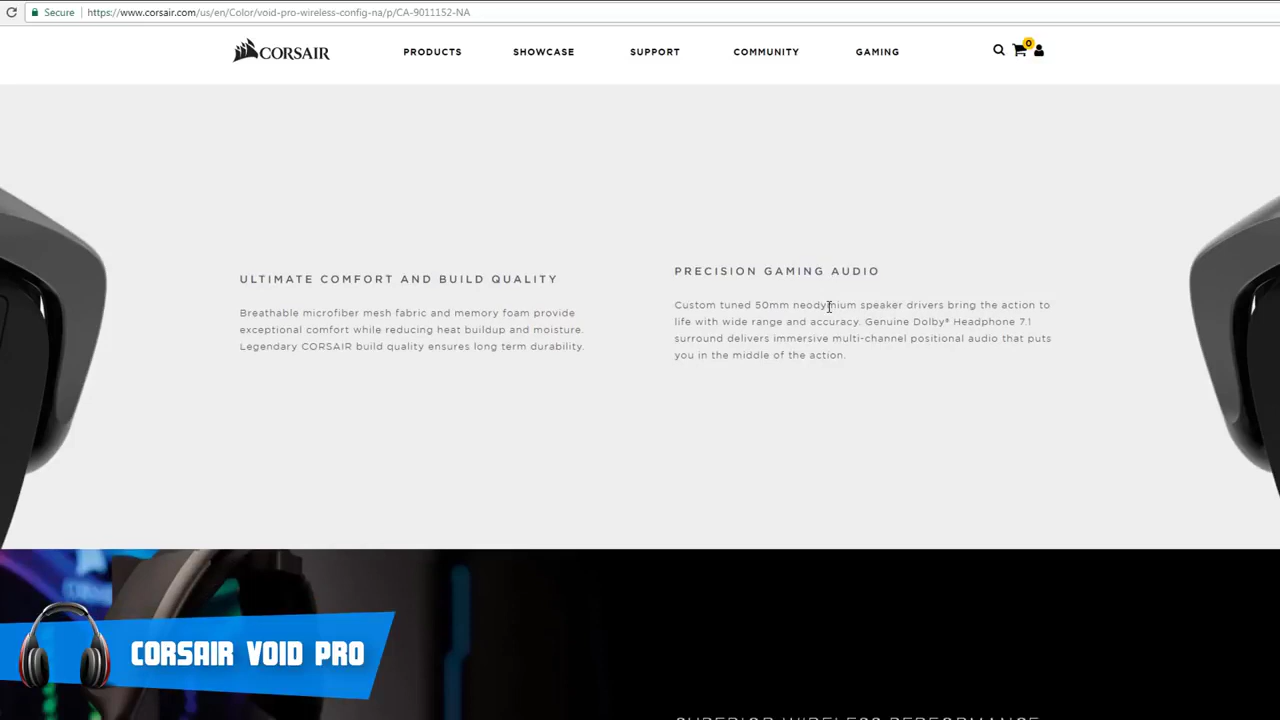 Secure
https://www.corsair.com/us/en/Color/void-pro-wireless-config-na/p/CA-9011152-NA
CORSAIR
PRODUCTS
SHOWCASE
SUPPORT
COMMUNITY
GAMING
0
ULTIMATE COMFORT AND BUILD QUALITY
Breathable microfiber mesh fabric and memory foam provide
exceptional comfort while reducing heat buildup and moisture.
Legendary CORSAIR build quality ensures long term durability.
PRECISION GAMING AUDIO
Custom tuned 50mm neodymium speaker drivers bring the action to
life with wide range and accuracy. Genuine Dolby® Headphone 7.1
surround delivers immersive multi-channel positional audio that puts
you in the middle of the action.
CORSAIR VOID PRO
SUPERIOR WIRELESS PERFORMANCE